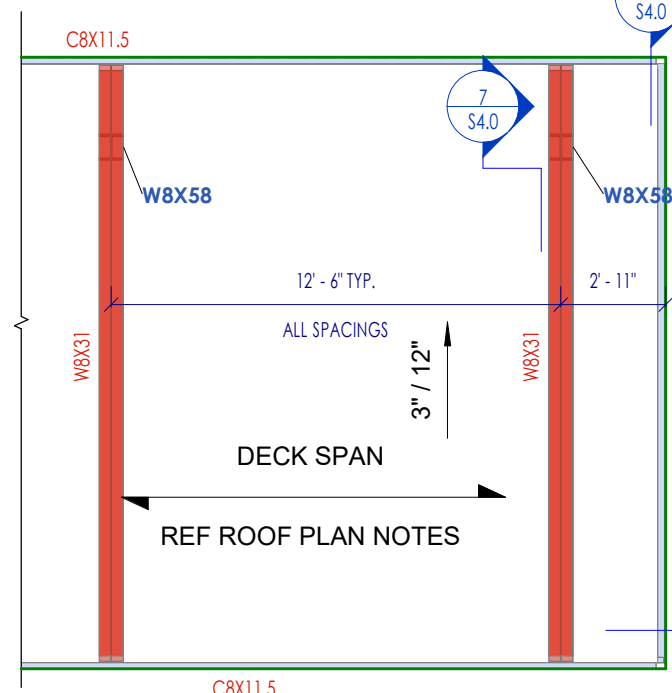 S4.0
C8X11.5
7
S4.0
W8X58
W8X58
12' - 6" TYP.
2' - 11"
ALL SPACINGS
W8X31
W8X31
3" / 12"
DECK SPAN
REF ROOF PLAN NOTES
C8X11.5